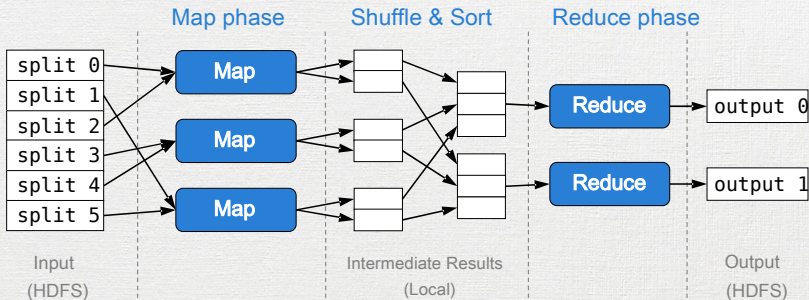 Map phase
Shuffle & Sort
Reduce phase
split 0
split 1
split 2
split 3
split 4
split 5
Map
Map
Map
Reduce
Reduce
output 0
output 1
Input
(HDFS)
Intermediate Results
(Local)
Output
(HDFS)